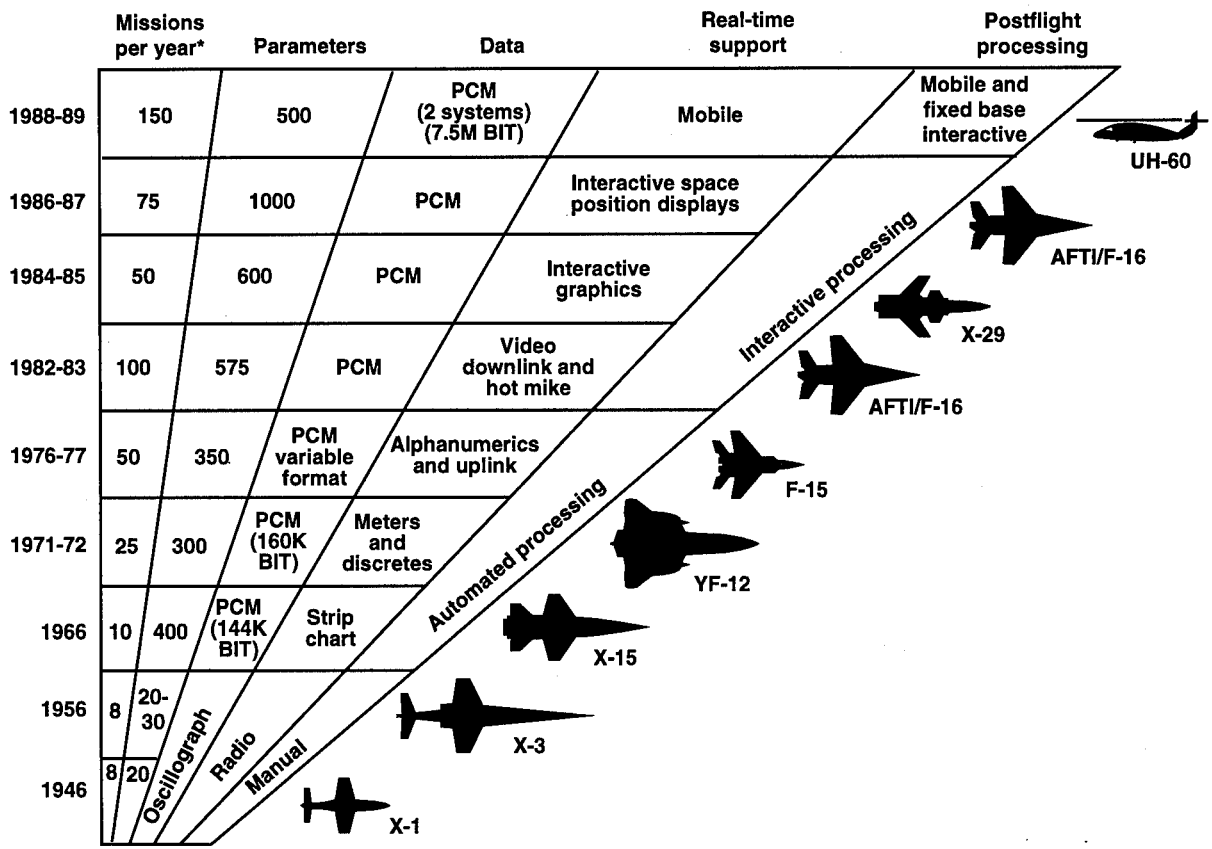 Missions
per year*
Parameters
Data
Real-time
support
Postflight
processing
1988-89
150
500
PCM
(2 systems)
(7.5M BIT)
Mobile
Mobile and
fixed base
interactive
UH-60
1986-87
75
1000
PCM
Interactive space
position displays
AFTI/F-16
1984-85
50
600
PCM
Interactive
graphics
Interactive processing
X-29
1982-83
100
575
PCM
Video
downlink and
hot mike
AFTI/F-16
1976-77
50
350
PCM
variable
format
Alphanumerics
and uplink
F-15
1971-72
25
300
PCM
(160K
BIT)
Meters
and
discretes
Automated processing
YF-12
1966
10
400
PCM
(144K
BIT)
Strip
chart
X-15
1956
8
20-
30
Oscillograph
Radio
Manual
X-3
1946
8
20
X-1